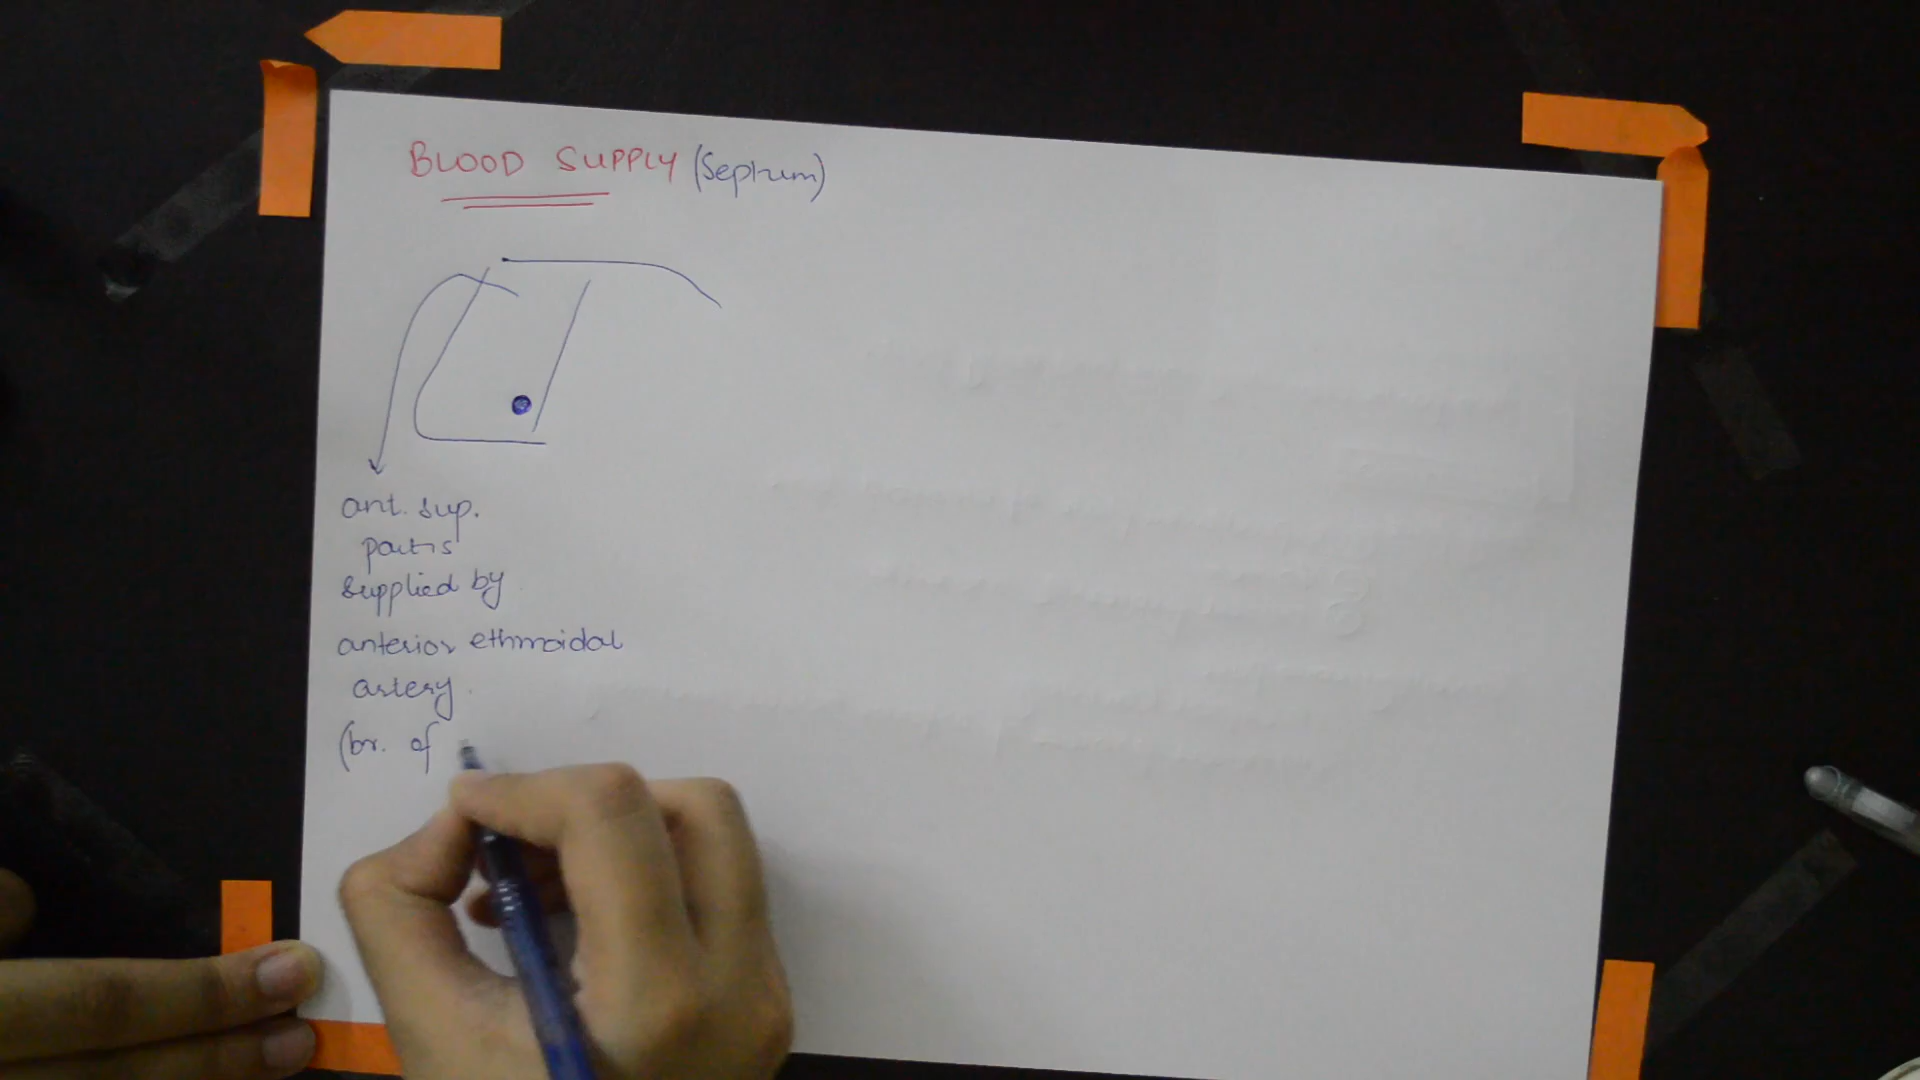 BLOOD SUPPLY (Septum)
ant. sup.
parts
supplied by
anterior ethmoidal
artery.
(br. of